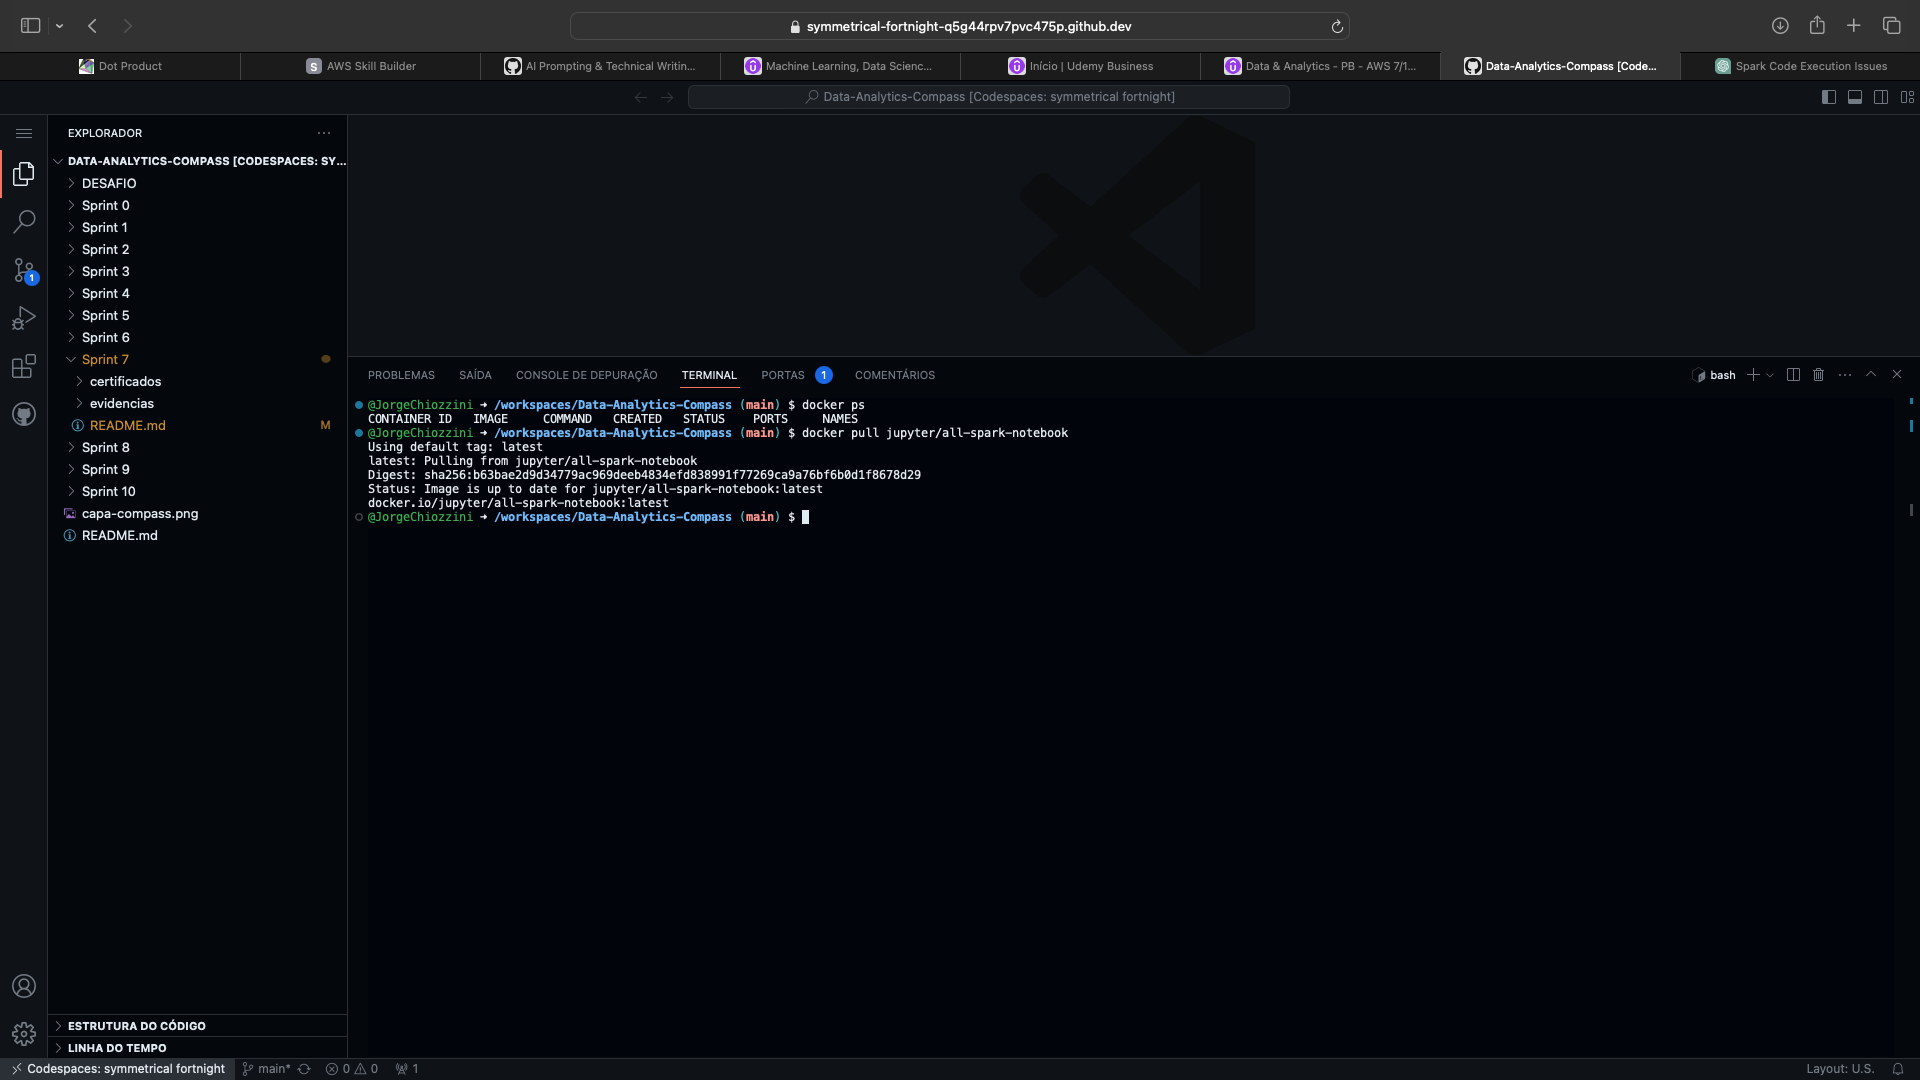 symmetrical-fortnight-q5g44rpv7pvc475p.github.dev
Dot Product
S AWS Skill Builder
AI Prompting & Technical Writin...
Machine Learning, Data Scienc...
Início | Udemy Business
Data & Analytics - PB - AWS 7/1...
Data-Analytics-Compass [Code...
Spark Code Execution Issues
Data-Analytics-Compass [Codespaces: symmetrical fortnight]
EXPLORADOR
DATA-ANALYTICS-COMPASS [CODESPACES: SY...
DESAFIO
Sprint 0
Sprint 1
Sprint 2
Sprint 3
Sprint 4
Sprint 5
Sprint 6
Sprint 7
certificados
evidencias
README.md M
Sprint 8
Sprint 9
Sprint 10
capa-compass.png
README.md
ESTRUTURA DO CÓDIGO
LINHA DO TEMPO
1
PROBLEMAS SAÍDA CONSOLE DE DEPURAÇÃO TERMINAL PORTAS 1 COMENTÁRIOS
bash
@JorgeChiozzini → /workspaces/Data-Analytics-Compass (main) $ docker ps
CONTAINER ID IMAGE COMMAND CREATED STATUS PORTS NAMES
@JorgeChiozzini → /workspaces/Data-Analytics-Compass (main) $ docker pull jupyter/all-spark-notebook
Using default tag: latest
latest: Pulling from jupyter/all-spark-notebook
Digest: sha256:b63bae2d9d34779ac969deeb4834efd838991f77269ca9a76bf6b0d1f8678d29
Status: Image is up to date for jupyter/all-spark-notebook:latest
docker.io/jupyter/all-spark-notebook:latest
@JorgeChiozzini → /workspaces/Data-Analytics-Compass (main) $
Codespaces: symmetrical fortnight main* 0 0 1
Layout: U.S.